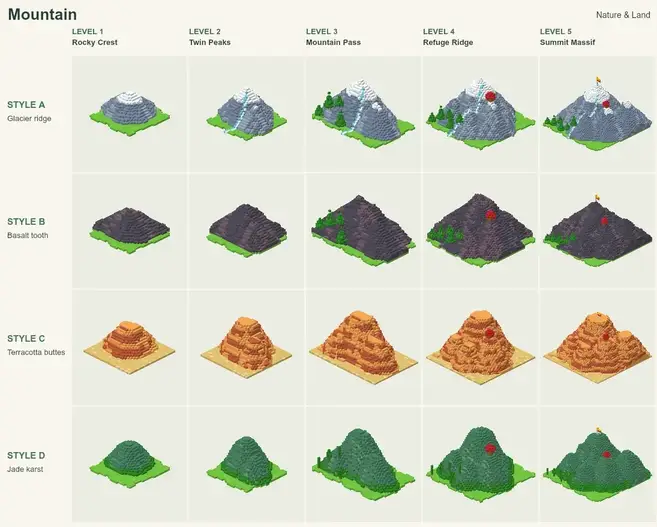 Mountain
Nature & Land
LEVEL 1
Rocky Crest
LEVEL 2
Twin Peaks
LEVEL 3
Mountain Pass
LEVEL 4
Refuge Ridge
LEVEL 5
Summit Massif
STYLE A
Glacier ridge
STYLE B
Basalt tooth
STYLE C
Terracotta buttes
STYLE D
Jade karst